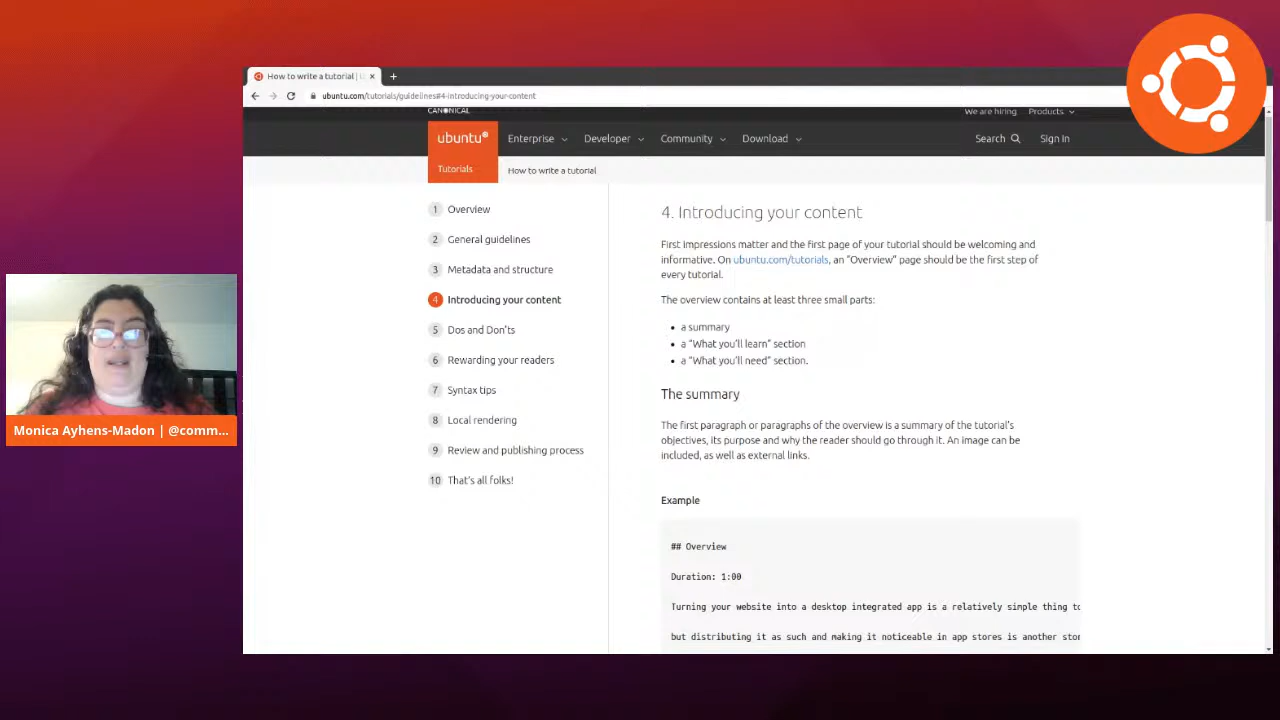 How to write a tutorial | U
ubuntu.com/tutorials/guidelines#4-introducing-your-content
CANONICAL
We are hiring Products
ubuntu® Enterprise Developer Community Download Search Sign In
Tutorials How to write a tutorial
1 Overview
2 General guidelines
3 Metadata and structure
4 Introducing your content
5 Dos and Don'ts
6 Rewarding your readers
7 Syntax tips
8 Local rendering
9 Review and publishing process
10 That's all folks!
4. Introducing your content
First impressions matter and the first page of your tutorial should be welcoming and
informative. On ubuntu.com/tutorials, an "Overview" page should be the first step of
every tutorial.
The overview contains at least three small parts:
• a summary
• a "What you'll learn" section
• a "What you'll need" section.
The summary
The first paragraph or paragraphs of the overview is a summary of the tutorial's
objectives, its purpose and why the reader should go through it. An image can be
included, as well as external links.
Example
## Overview
Duration: 1:00
Turning your website into a desktop integrated app is a relatively simple thing to
but distributing it as such and making it noticeable in app stores is another stor
Monica Ayhens-Madon | @comm...